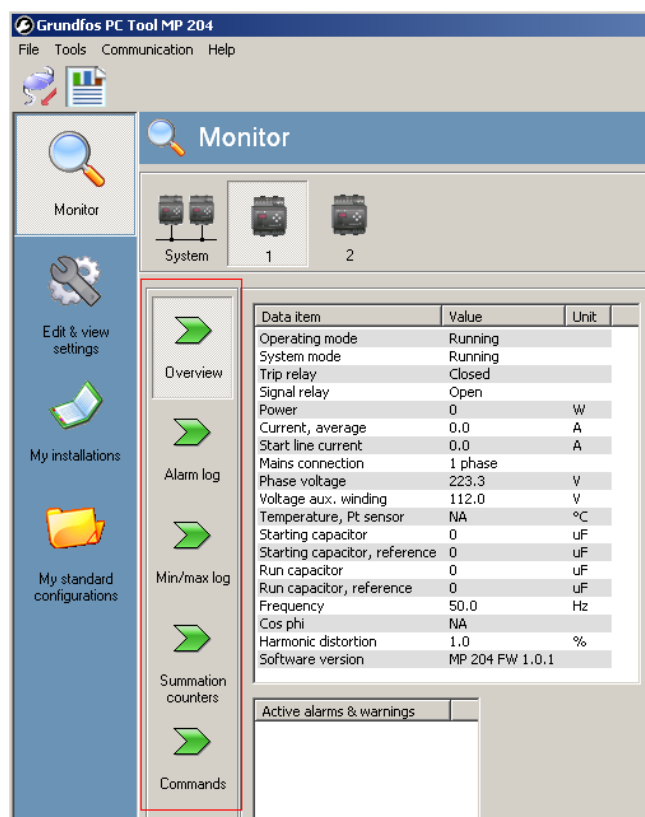 Grundfos PC Tool MP 204
File Tools Communication Help
Monitor
Monitor
System
1
2
Edit & view
settings
My installations
My standard
configurations
Overview
Alarm log
Min/max log
Summation
counters
Commands
Data item Value Unit
Operating mode Running
System mode Running
Trip relay Closed
Signal relay Open
Power 0 W
Current, average 0.0 A
Start line current 0.0 A
Mains connection 1 phase
Phase voltage 223.3 V
Voltage aux. winding 112.0 V
Temperature, Pt sensor NA °C
Starting capacitor 0 uF
Starting capacitor, reference 0 uF
Run capacitor 0 uF
Run capacitor, reference 0 uF
Frequency 50.0 Hz
Cos phi NA
Harmonic distortion 1.0 %
Software version MP 204 FW 1.0.1
Active alarms & warnings